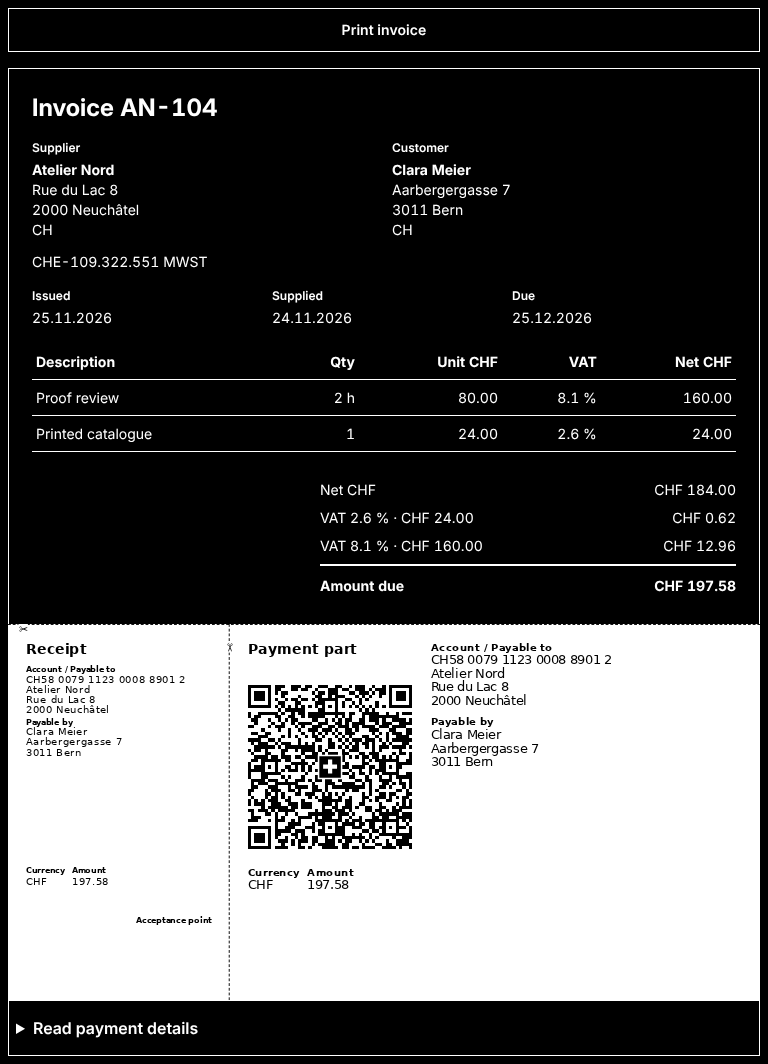 Print invoice
Invoice AN-104
Supplier
Atelier Nord
Rue du Lac 8
2000 Neuchâtel
CH
CHE-109.322.551 MWST
Customer
Clara Meier
Aarbergergasse 7
3011 Bern
CH
Issued Supplied Due
25.11.2026 24.11.2026 25.12.2026
Description Qty Unit CHF VAT Net CHF
Proof review 2 h 80.00 8.1 % 160.00
Printed catalogue 1 24.00 2.6 % 24.00
Net CHF CHF 184.00
VAT 2.6 % · CHF 24.00 CHF 0.62
VAT 8.1 % · CHF 160.00 CHF 12.96
Amount due CHF 197.58
Receipt
Account / Payable to
CH58 0079 1123 0008 8901 2
Atelier Nord
Rue du Lac 8
2000 Neuchâtel
Payable by
Clara Meier
Aarbergergasse 7
3011 Bern
Currency Amount
CHF 197.58
Acceptance point
Payment part
Currency Amount
CHF 197.58
Account / Payable to
CH58 0079 1123 0008 8901 2
Atelier Nord
Rue du Lac 8
2000 Neuchâtel
Payable by
Clara Meier
Aarbergergasse 7
3011 Bern
Read payment details